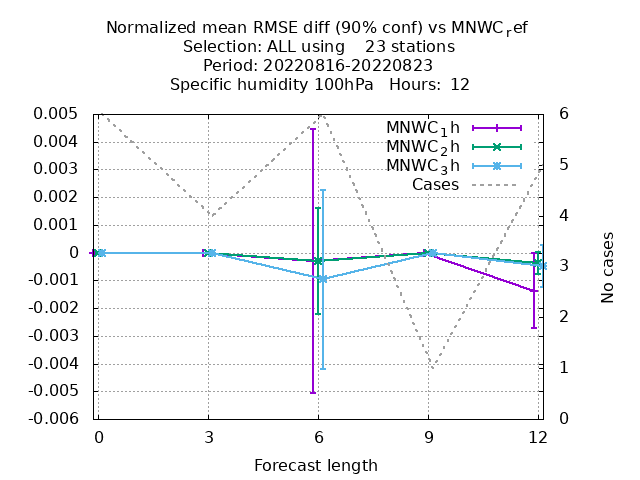 Normalized mean RMSE diff (90% conf) vs MNWC_ref
Selection: ALL using    23 stations
Period: 20220816-20220823
Specific humidity 100hPa   Hours:  12
MNWC_1h
MNWC_2h
MNWC_3h
Cases
0.005
0.004
0.003
0.002
0.001
0
-0.001
-0.002
-0.003
-0.004
-0.005
-0.006
6
5
4
3
2
1
0
No cases
0 3 6 9 12
Forecast length